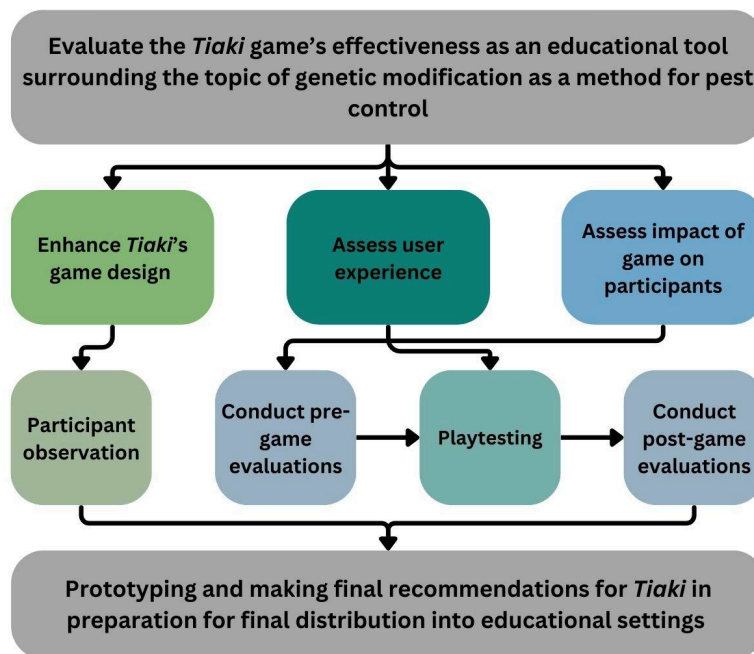 Evaluate the Tiaki game's effectiveness as an educational tool
surrounding the topic of genetic modification as a method for pest
control
Enhance Tiaki's
game design
Assess user
experience
Assess impact of
game on
participants
Participant
observation
Conduct pre-
game
evaluations
Playtesting
Conduct
post-game
evaluations
Prototyping and making final recommendations for Tiaki in
preparation for final distribution into educational settings